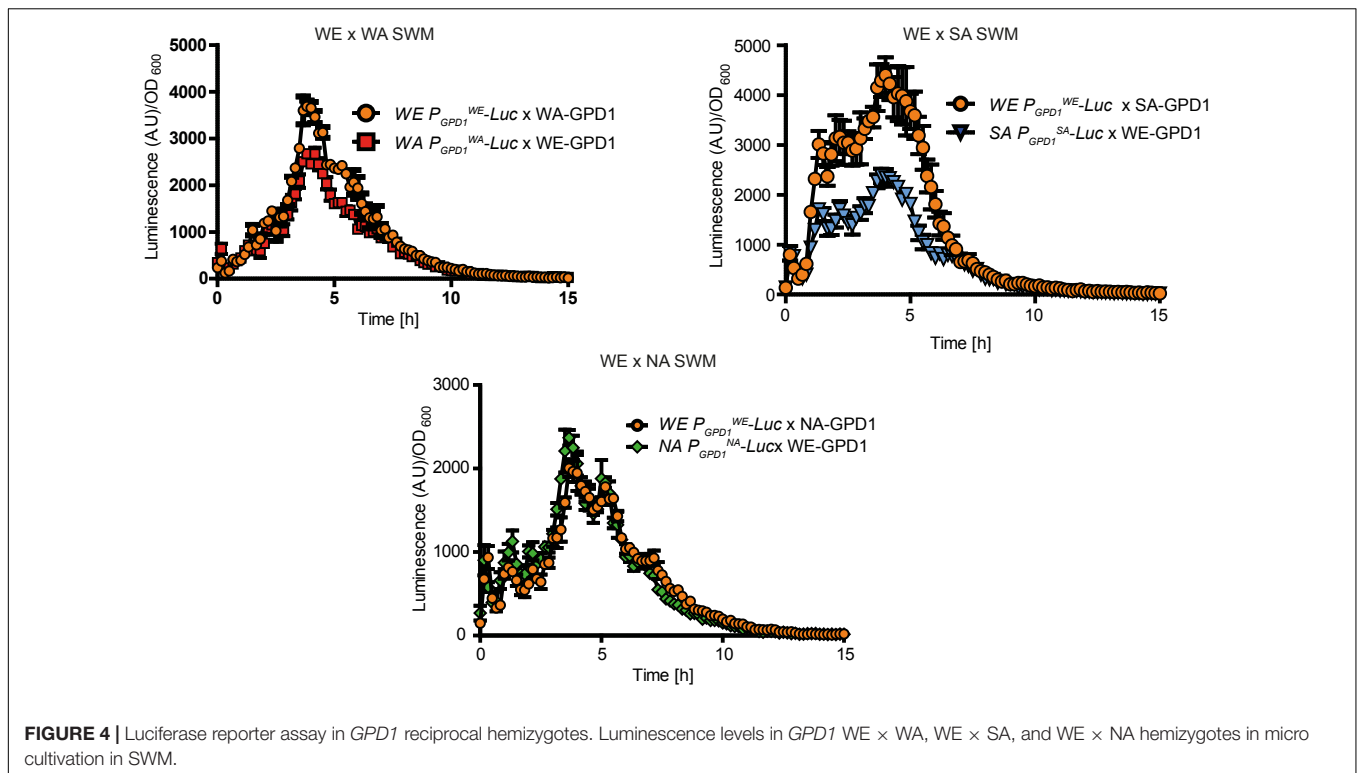 WE x WA SWM
5000
4000
3000
2000
1000
0
Luminescence (AU)/OD600
WE PGPD1WE-Luc x WA-GPD1
WA PGPD1WA-Luc x WE-GPD1
0 5 10 15
Time [h]
WE x SA SWM
5000
4000
3000
2000
1000
0
Luminescence (AU)/OD600
WE PGPD1WE-Luc x SA-GPD1
SA PGPD1SA-Luc x WE-GPD1
0 5 10 15
Time [h]
WE x NA SWM
3000
2000
1000
0
Luminescence (AU)/OD600
WE PGPD1WE-Luc x NA-GPD1
NA PGPD1NA-Lucx WE-GPD1
0 5 10 15
Time [h]
FIGURE 4 | Luciferase reporter assay in GPD1 reciprocal hemizygotes. Luminescence levels in GPD1 WE × WA, WE × SA, and WE × NA hemizygotes in micro
cultivation in SWM.